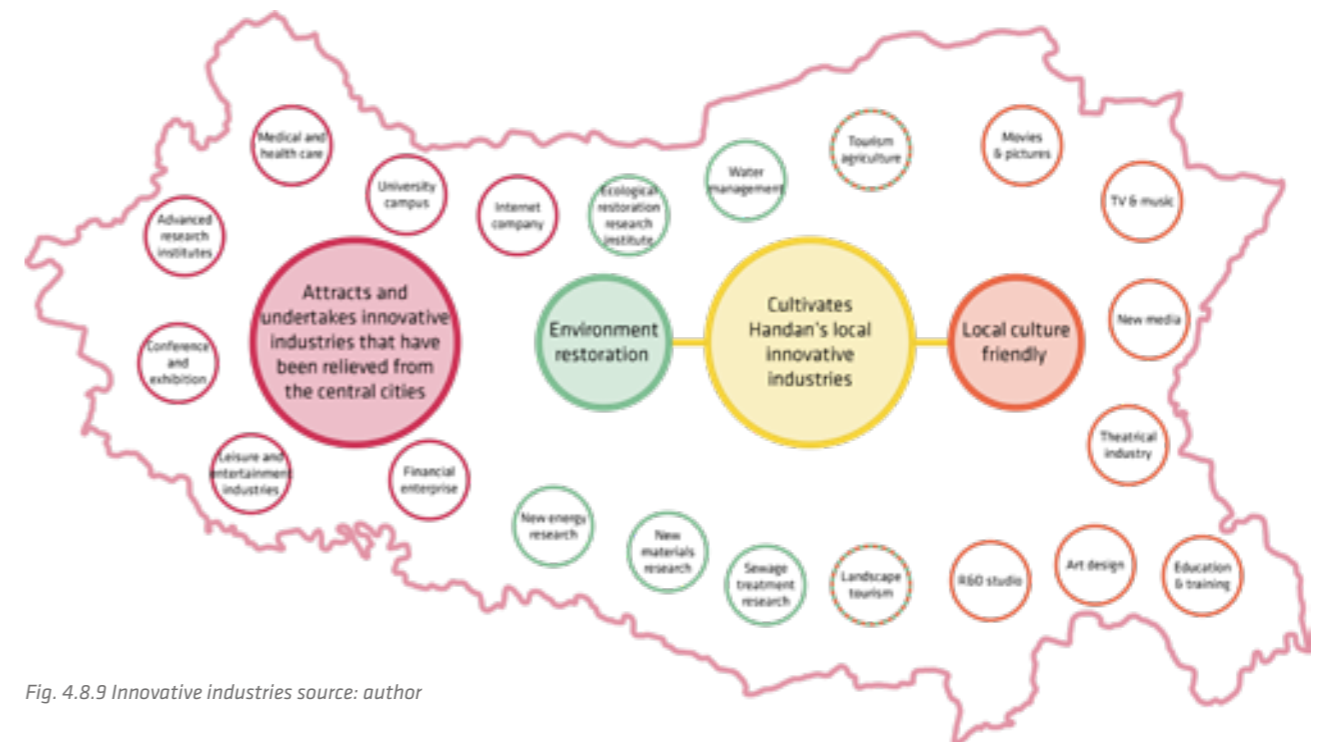 Medical and
health care
University
campus
Internet
company
Ecological
restoration
research
institute
Water
management
Tourism
agriculture
Movies
& pictures
TV & music
Advanced
research
institutes
Attracts and
undertakes innovative
industries that have
been relieved from
the central cities
Environment
restoration
Cultivates
Handan's local
innovative
industries
Local culture
friendly
New media
Conference
and
exhibition
Leisure and
entertainment
industries
Financial
enterprise
Theatrical
industry
New energy
research
New
materials
research
Sewage
treatment
research
Landscape
tourism
R&D studio
Art design
Education
& training
Fig. 4.8.9 Innovative industries source: author